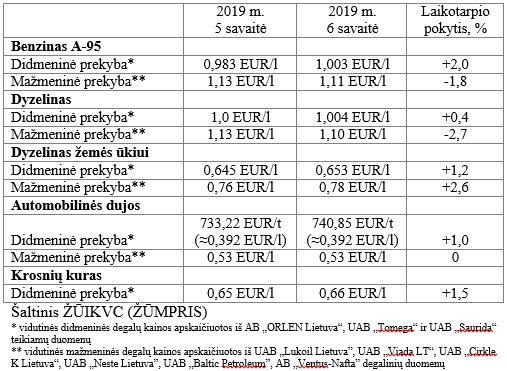 2019 m. 5 savaitė 2019 m. 6 savaitė Laikotarpio pokytis, %
Benzinas A-95
Didmeninė prekyba* 0,983 EUR/l 1,003 EUR/l +2,0
Mažmeninė prekyba** 1,13 EUR/l 1,11 EUR/l -1,8
Dyzelinas
Didmeninė prekyba* 1,0 EUR/l 1,004 EUR/l +0,4
Mažmeninė prekyba** 1,13 EUR/l 1,10 EUR/l -2,7
Dyzelinas žemės ūkiui
Didmeninė prekyba* 0,645 EUR/l 0,653 EUR/l +1,2
Mažmeninė prekyba** 0,76 EUR/l 0,78 EUR/l +2,6
Automobilinės dujos
Didmeninė prekyba* 733,22 EUR/t (≈0,392 EUR/l) 740,85 EUR/t (≈0,392 EUR/l) +1,0
Mažmeninė prekyba** 0,53 EUR/l 0,53 EUR/l 0
Krosnių kuras
Didmeninė prekyba* 0,65 EUR/l 0,66 EUR/l +1,5
Šaltinis ŽŪIKVC (ŽŪMPRIS)
* vidutinės didmeninės degalų kainos apskaičiuotos iš AB „ORLEN Lietuva“, UAB „Tomega“ ir UAB „Saurida“
teikiamų duomenų
** vidutinės mažmeninės degalų kainos apskaičiuotos iš UAB „Lukoil Lietuva”, UAB „Viada LT“, UAB „Cirkle
K Lietuva“, UAB „Neste Lietuva”, UAB „Baltic Petroleum”, AB „Ventus-Nafta” degalinių duomenų